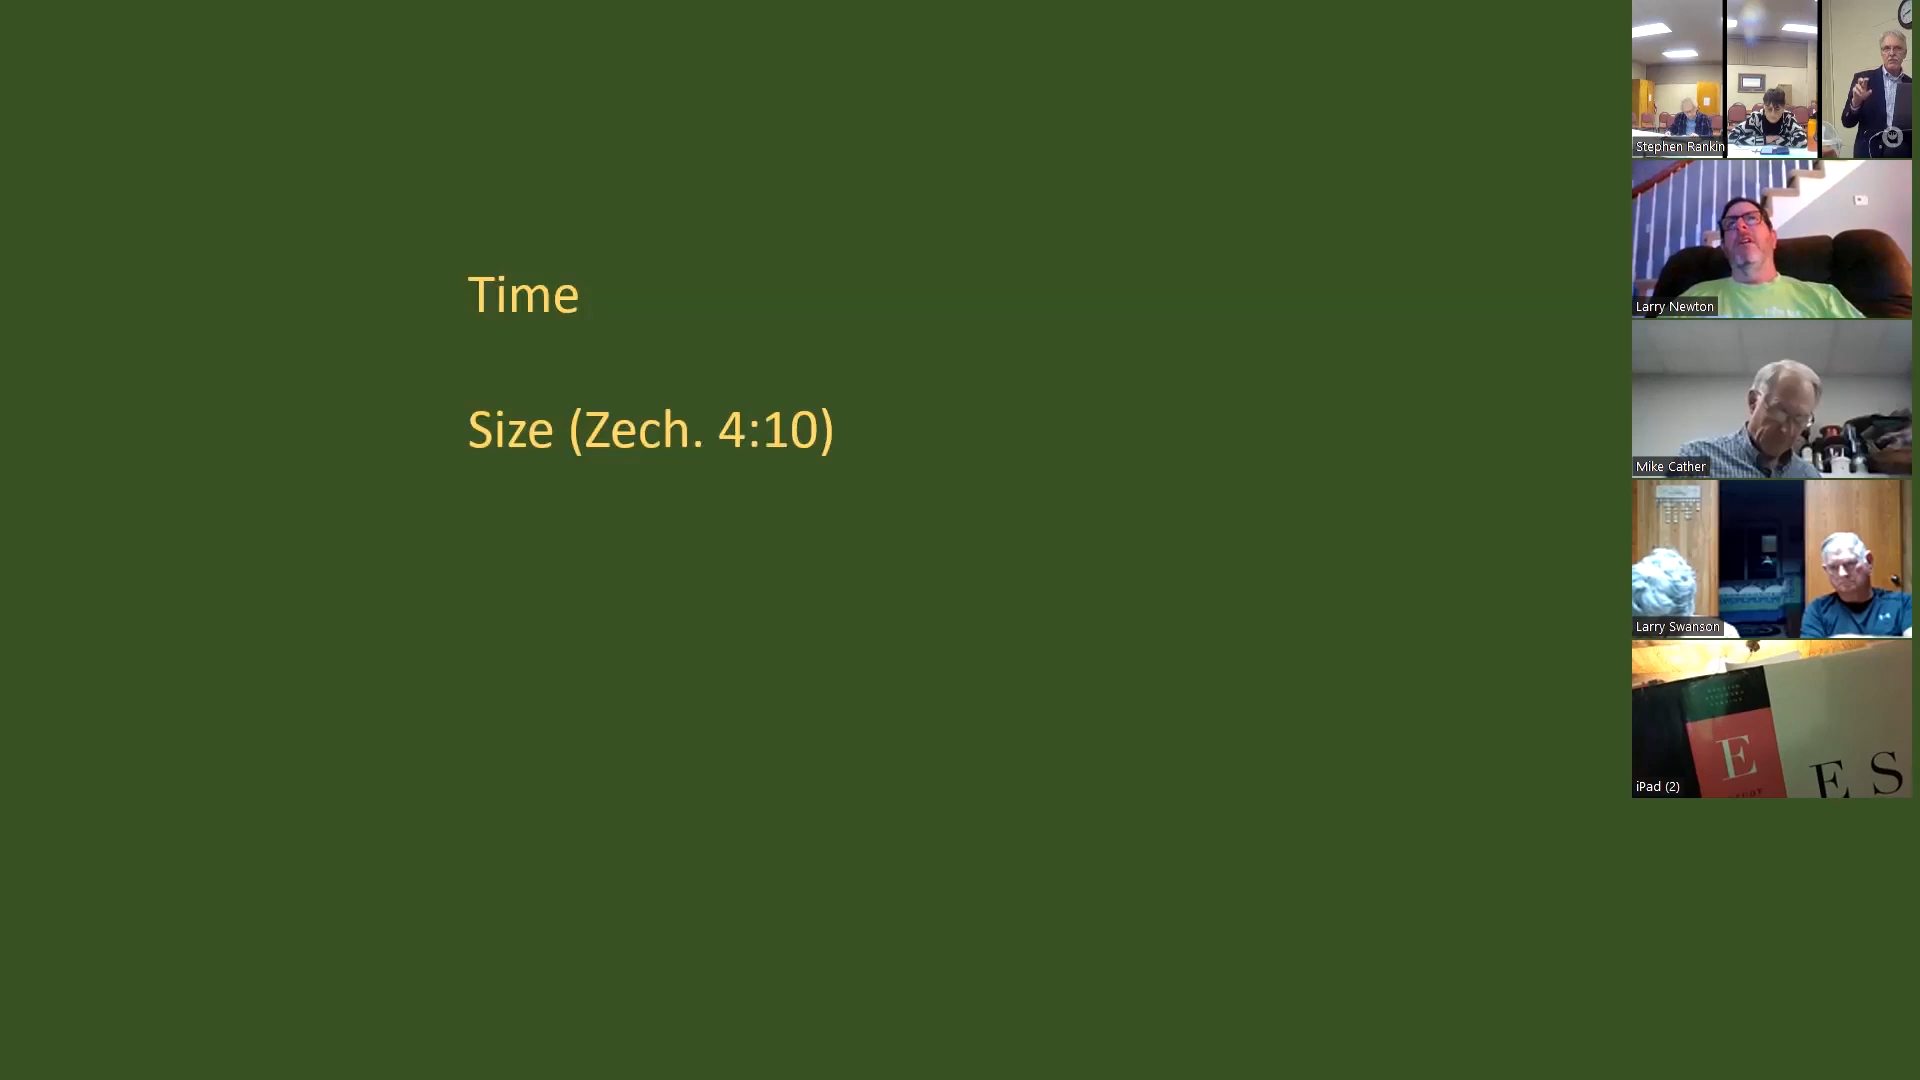 Time
Size (Zech. 4:10)
Stephen Rankin
Larry Newton
Mike Cather
Larry Swanson
E
E S
iPad (2)